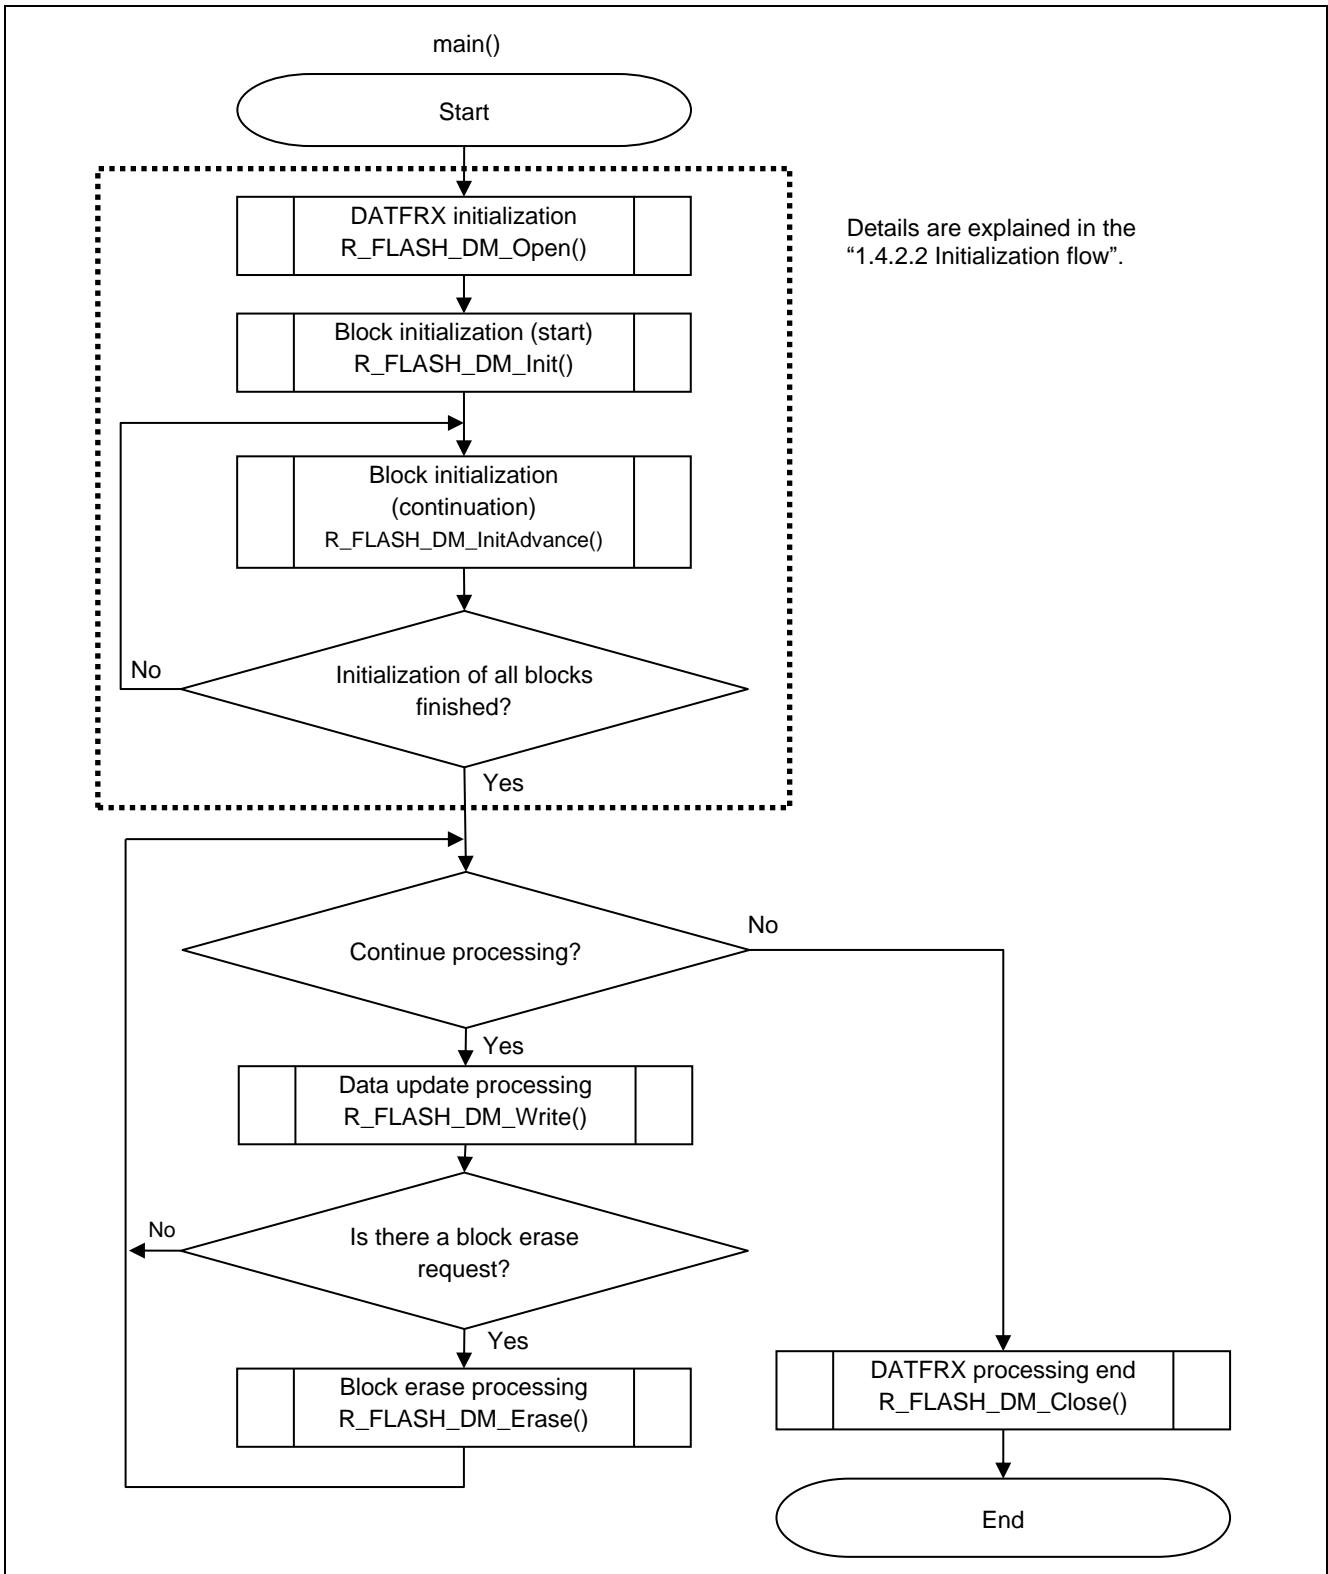 main()
Start
DATFRX initialization
R_FLASH_DM_Open()
Details are explained in the
“1.4.2.2 Initialization flow”.
Block initialization (start)
R_FLASH_DM_Init()
Block initialization
(continuation)
R_FLASH_DM_InitAdvance()
No
Initialization of all blocks
finished?
Yes
Continue processing?
No
Yes
Data update processing
R_FLASH_DM_Write()
No
Is there a block erase
request?
Yes
Block erase processing
R_FLASH_DM_Erase()
DATFRX processing end
R_FLASH_DM_Close()
End